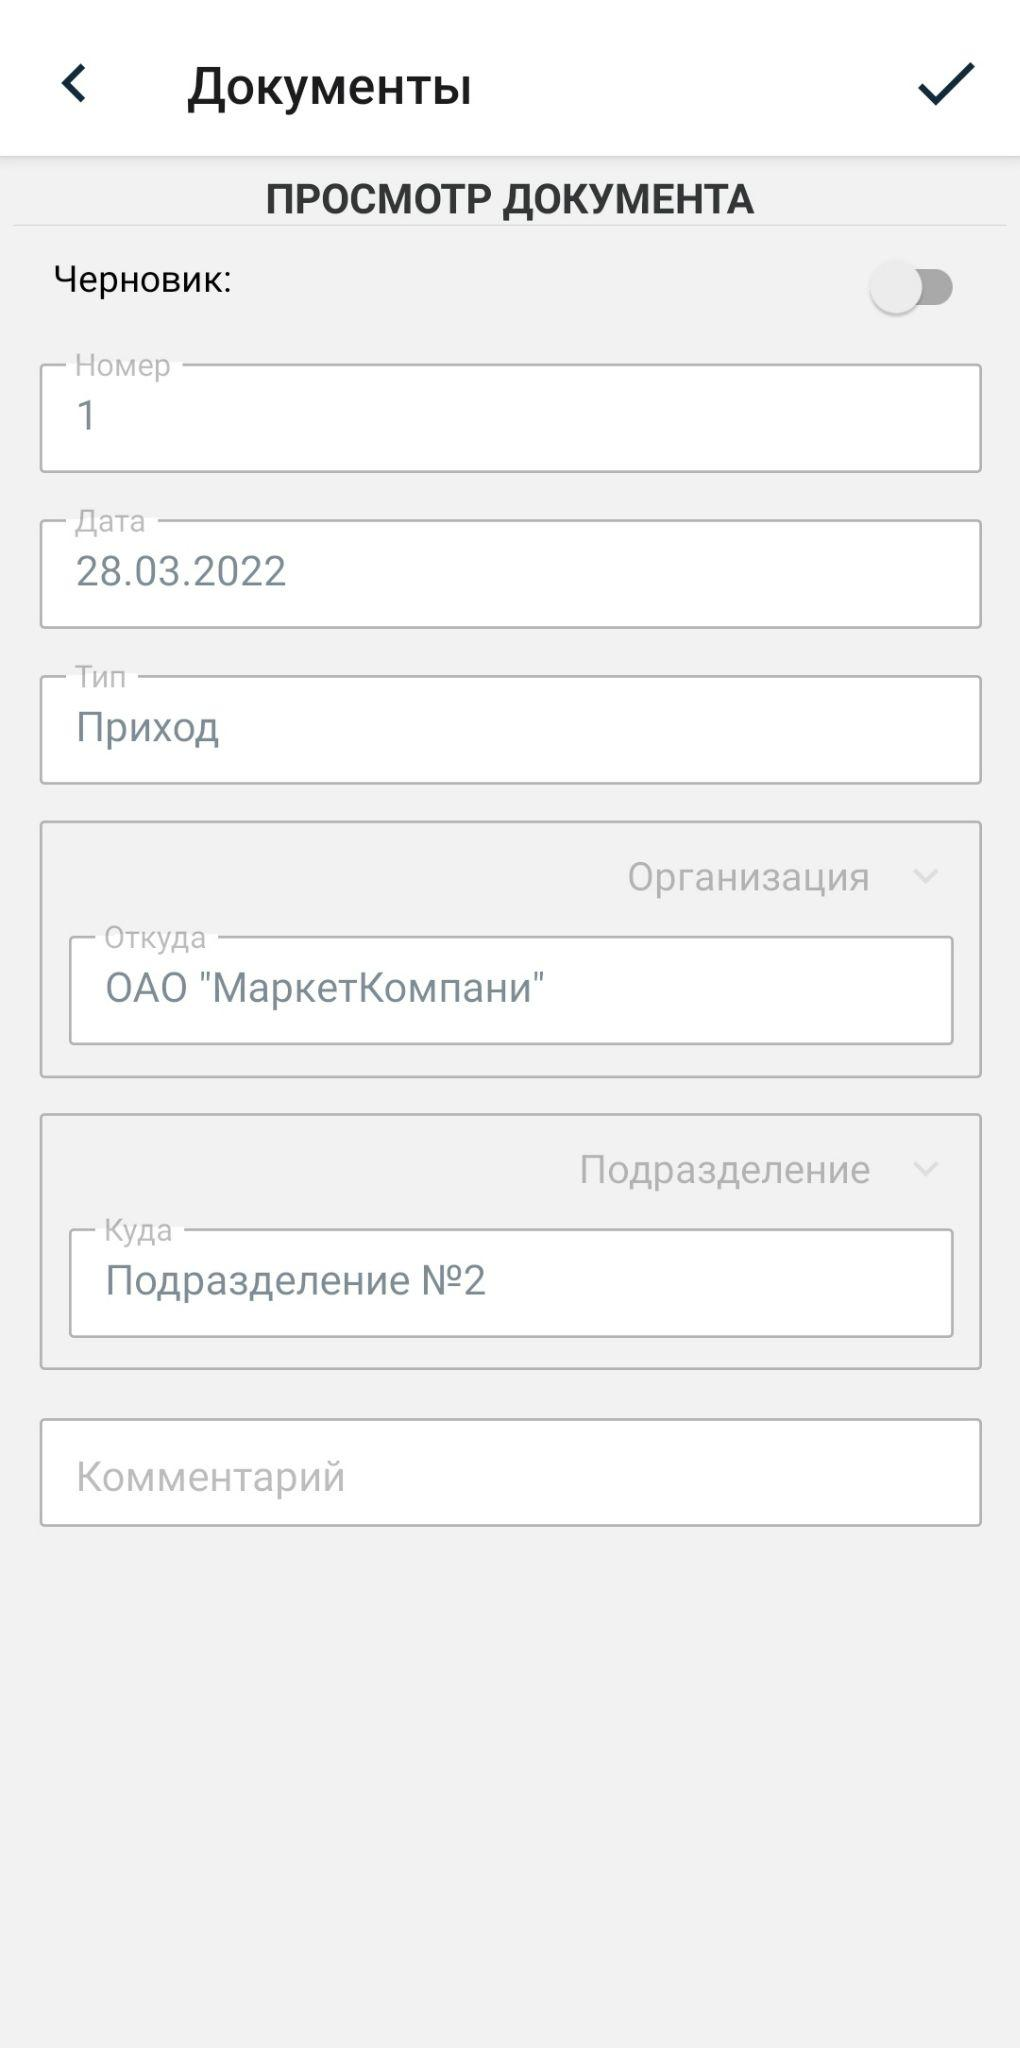 Документы
ПРОСМОТР ДОКУМЕНТА
Черновик:
Номер
1
Дата
28.03.2022
Тип
Приход
Организация
Откуда
ОАО "МаркетКомпани"
Подразделение
Куда
Подразделение №2
Комментарий